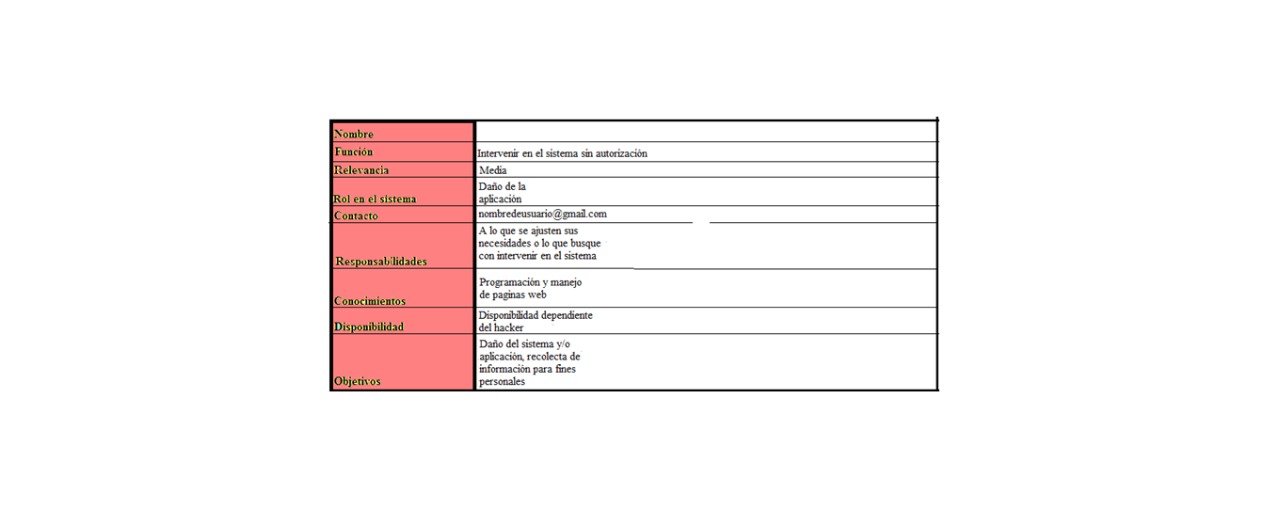 Nombre
Función
Intervenir en el sistema sin autorización
Relevancia
Media
Rol en el sistema
Daño de la
aplicación
Contacto
nombredeusuario@gmail.com
Responsabilidades
A lo que se ajusten sus
necesidades o lo que busque
con intervenir en el sistema
Conocimientos
Programación y manejo
de paginas web
Disponibilidad
Disponibilidad dependiente
del hacker
Objetivos
Daño del sistema y/o
aplicación, recolecta de
información para fines
personales